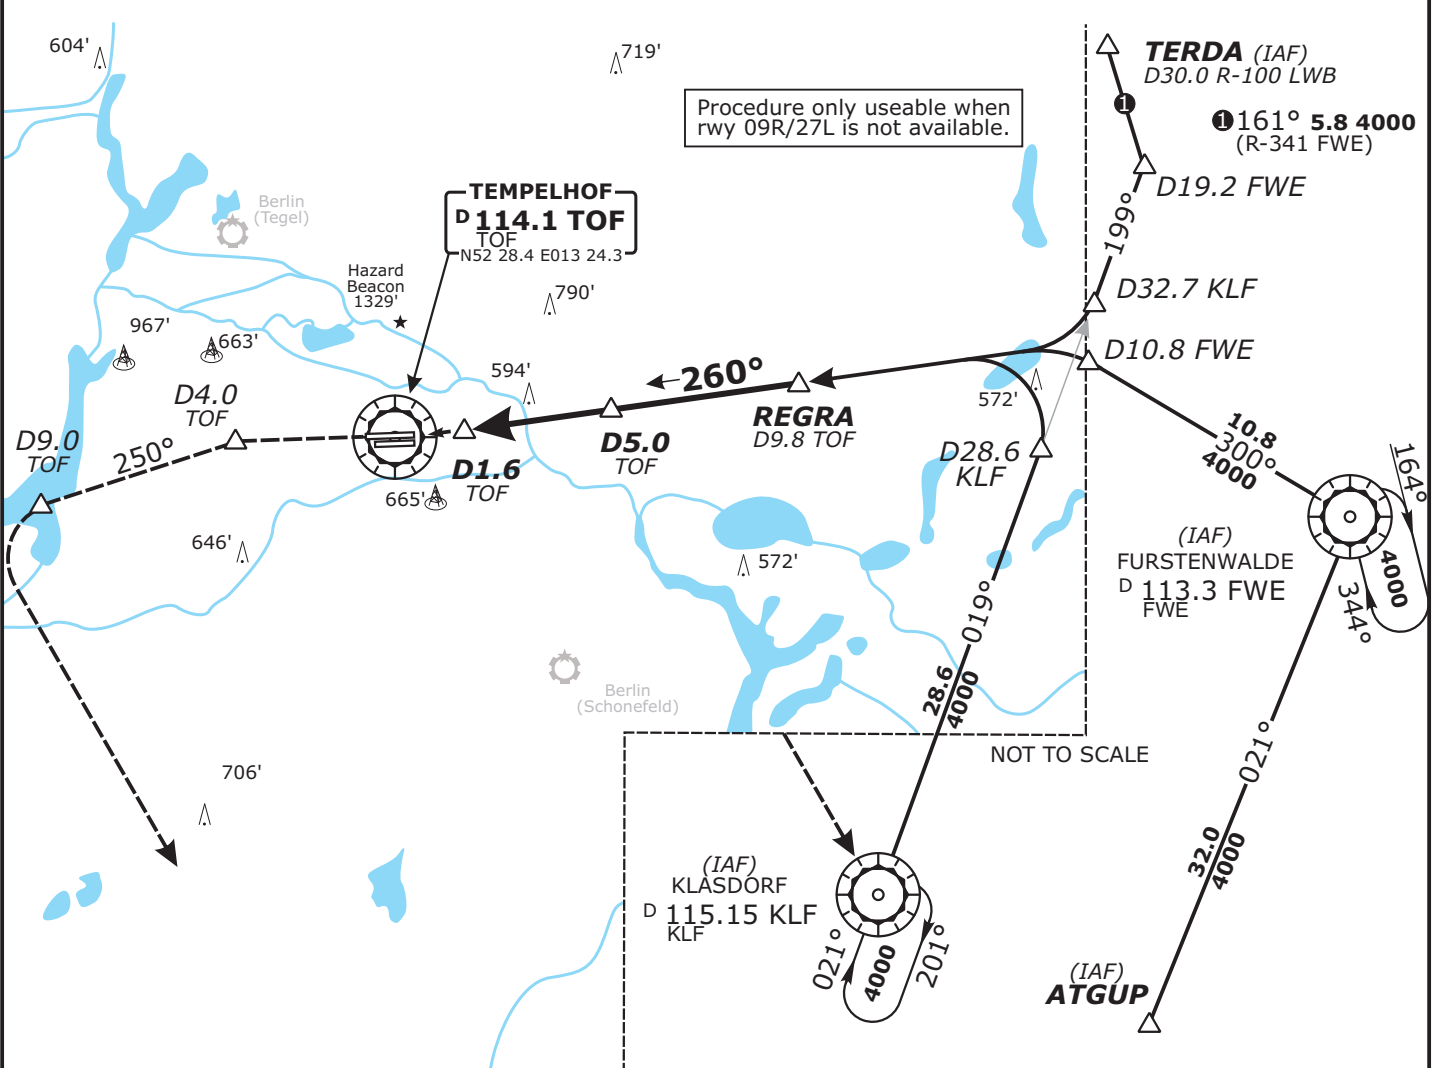 604'
719'
TERDA (IAF)
D30.0 R-100 LWB
Procedure only useable when
rwy 09R/27L is not available.
1
1 161° 5.8 4000
(R-341 FWE)
D19.2 FWE
199°
TEMPELHOF
D 114.1 TOF
TOF
N52 28.4 E013 24.3
Berlin
(Tegel)
Hazard
Beacon
1329'
790'
D32.7 KLF
967'
663'
D10.8 FWE
594'
260°
572'
D4.0
TOF
REGRA
D9.8 TOF
10.8
300°
4000
D9.0
TOF
250°
D5.0
TOF
D28.6
KLF
D1.6
TOF
665'
164°
4000
344°
646'
572'
(IAF)
FURSTENWALDE
D 113.3 FWE
FWE
019°
28.6
4000
Berlin
(Schonefeld)
NOT TO SCALE
021°
32.0
4000
706'
(IAF)
KLASDORF
D 115.15 KLF
KLF
021°
4000
201°
(IAF)
ATGUP